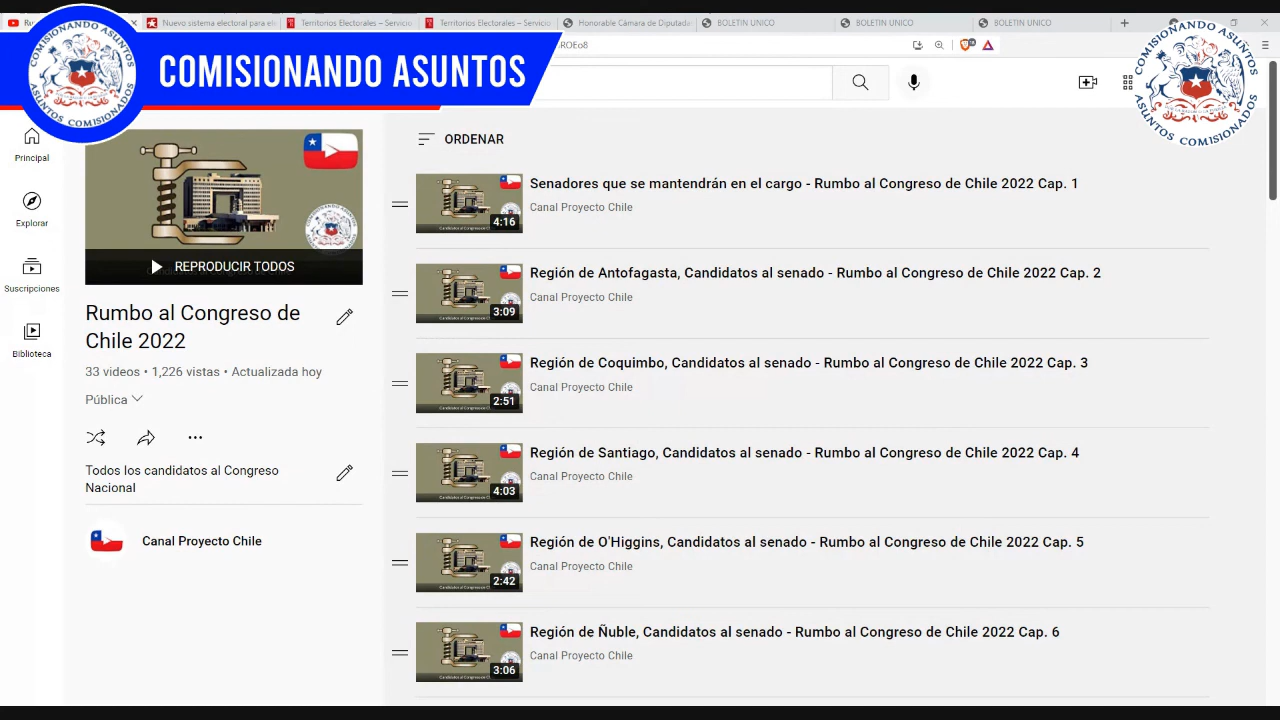 Nuevo sistema electoral para ele
Territorios Electorales – Servicio
Territorios Electorales – Servicio
Honorable Cámara de Diputada
BOLETIN UNICO
BOLETIN UNICO
BOLETIN UNICO
ROEo8
COMISIONANDO ASUNTOS
COMISIONANDO ASUNTOS
ASUNTOS COMISIONADOS
COMISIONANDO ASUNTOS
ASUNTOS COMISIONADOS
Principal
Explorar
Suscripciones
Biblioteca
REPRODUCIR TODOS
Rumbo al Congreso de
Chile 2022
33 videos • 1,226 vistas • Actualizada hoy
Pública
Todos los candidatos al Congreso
Nacional
Canal Proyecto Chile
ORDENAR
4:16
Senadores que se mantendrán en el cargo - Rumbo al Congreso de Chile 2022 Cap. 1
Canal Proyecto Chile
3:09
Región de Antofagasta, Candidatos al senado - Rumbo al Congreso de Chile 2022 Cap. 2
Canal Proyecto Chile
2:51
Región de Coquimbo, Candidatos al senado - Rumbo al Congreso de Chile 2022 Cap. 3
Canal Proyecto Chile
4:03
Región de Santiago, Candidatos al senado - Rumbo al Congreso de Chile 2022 Cap. 4
Canal Proyecto Chile
2:42
Región de O'Higgins, Candidatos al senado - Rumbo al Congreso de Chile 2022 Cap. 5
Canal Proyecto Chile
3:06
Región de Ñuble, Candidatos al senado - Rumbo al Congreso de Chile 2022 Cap. 6
Canal Proyecto Chile